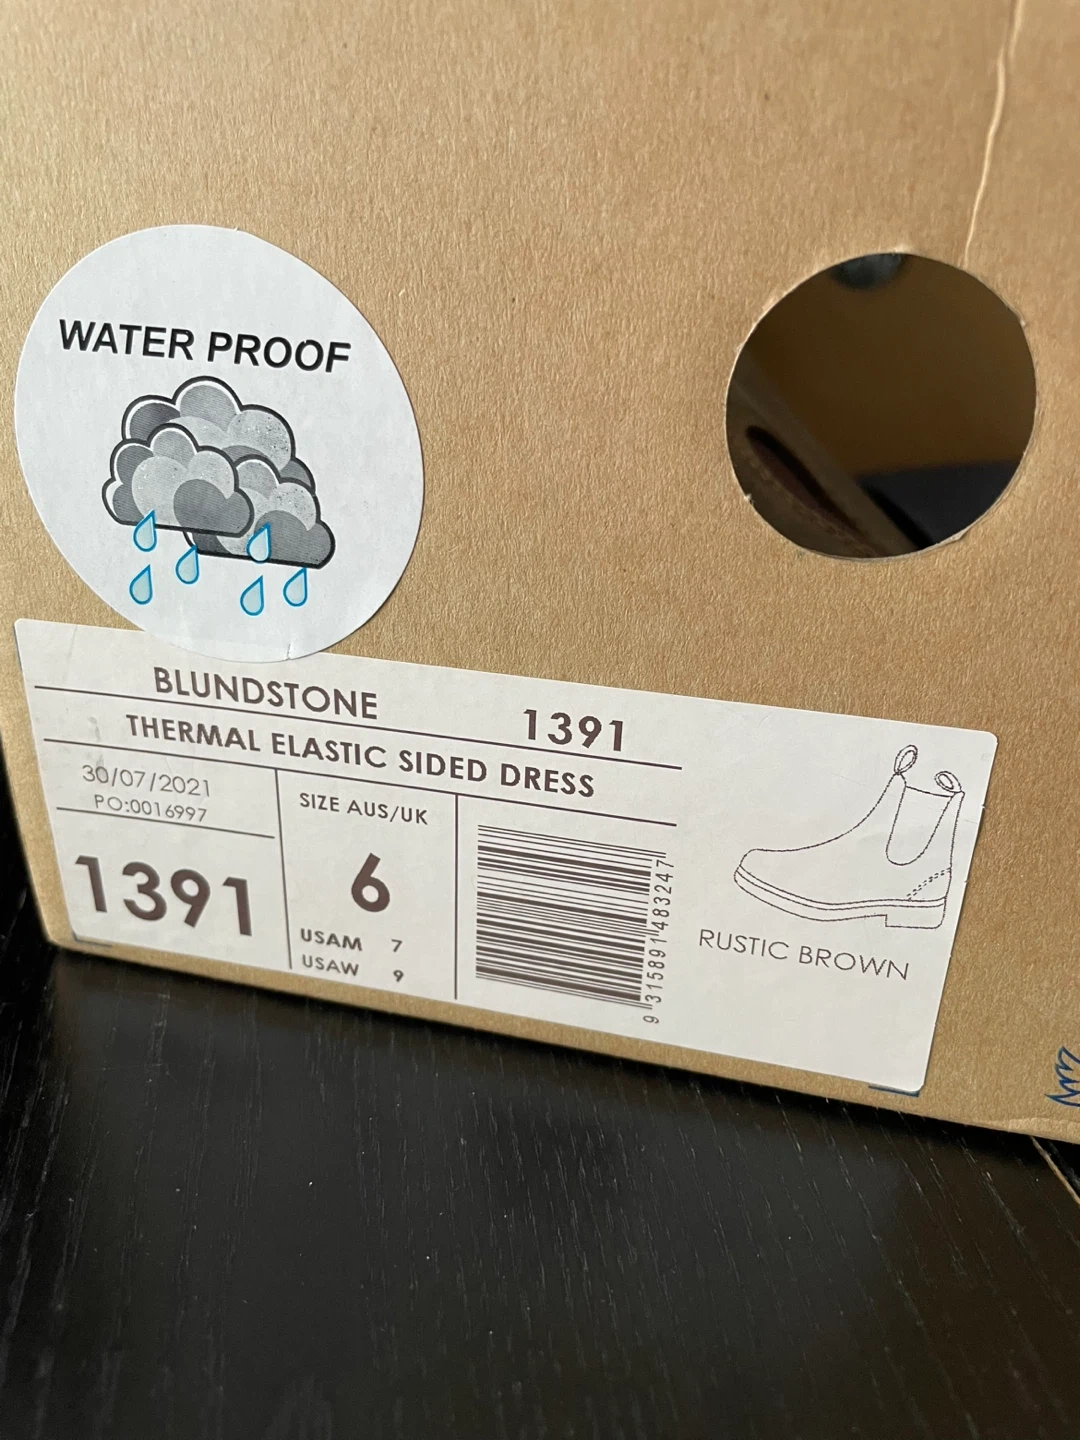 WATER PROOF
BLUNDSTONE 1391
THERMAL ELASTIC SIDED DRESS
30/07/2021
PO:0016997
1391
SIZE AUS/UK
6
USAM 7
USAW 9
9 315891 483247
RUSTIC BROWN